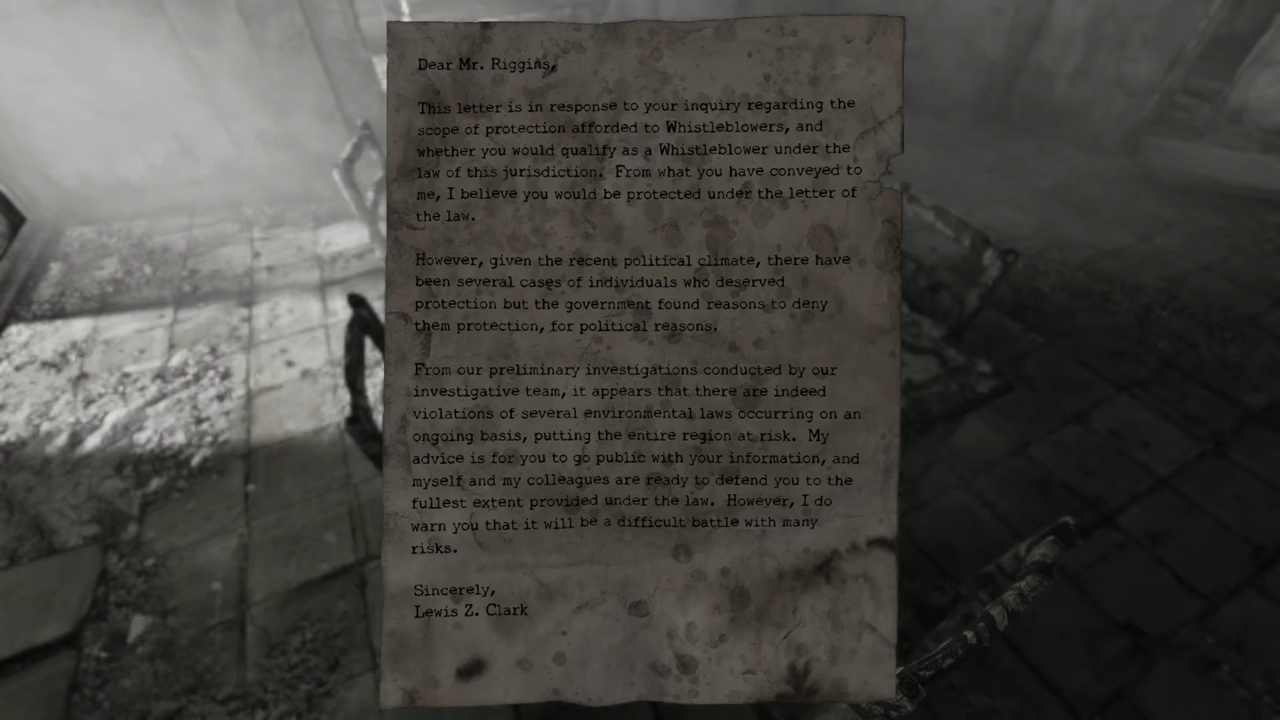 Dear Mr. Riggins,
This letter is in response to your inquiry regarding the
scope of protection afforded to Whistleblowers, and
whether you would qualify as a Whistleblower under the
law of this jurisdiction.  From what you have conveyed to
me, I believe you would be protected under the letter of
the law.
However, given the recent political climate, there have
been several cases of individuals who deserved
protection but the government found reasons to deny
them protection, for political reasons.
From our preliminary investigations conducted by our
investigative team, it appears that there are indeed
violations of several environmental laws occurring on an
ongoing basis, putting the entire region at risk.  My
advice is for you to go public with your information, and
myself and my colleagues are ready to defend you to the
fullest extent provided under the law.  However, I do
warn you that it will be a difficult battle with many
risks.
Sincerely,
Lewis Z. Clark